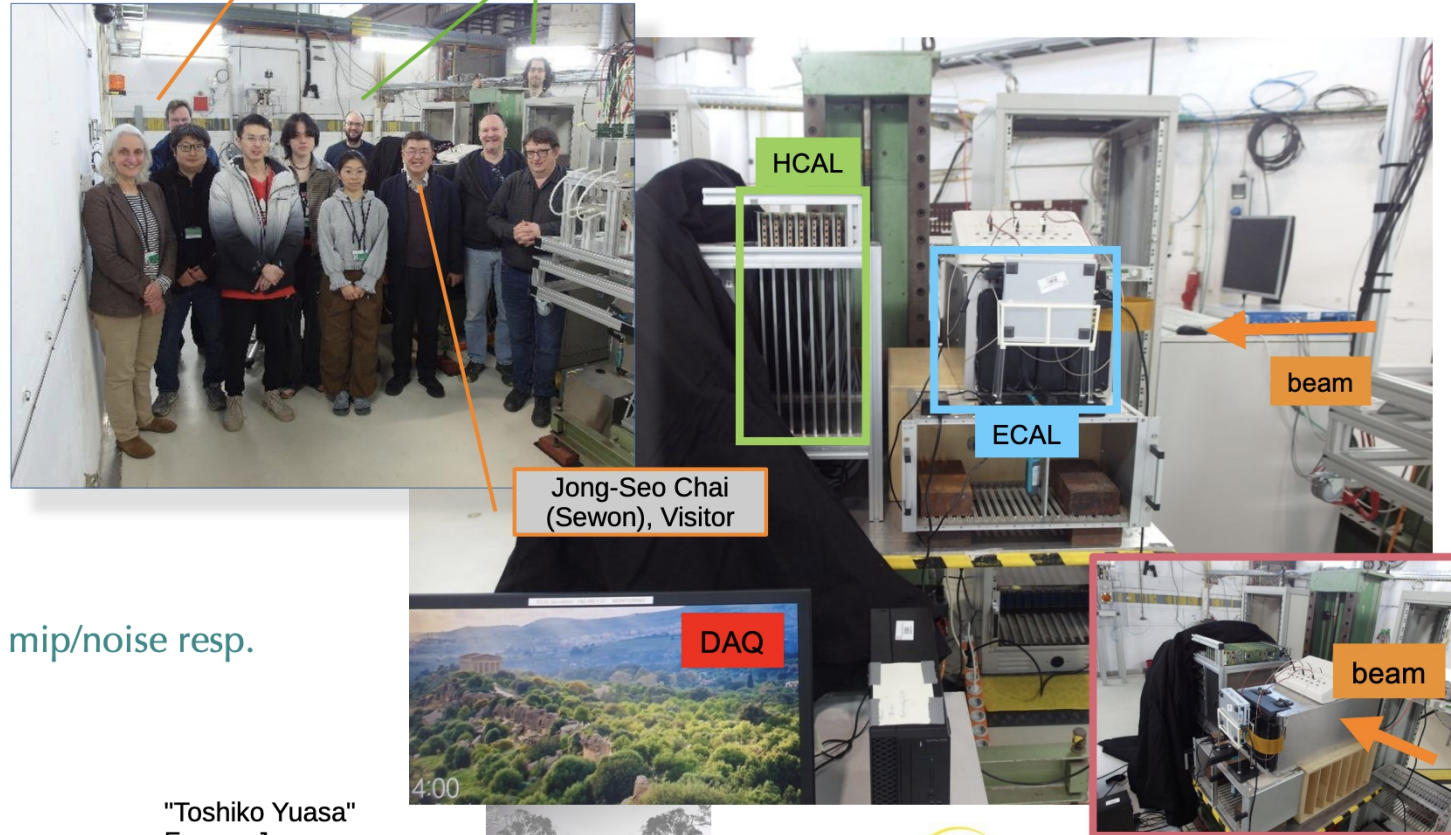 HCAL
ECAL
beam
Jong-Seo Chai
(Sewon), Visitor
mip/noise resp.
DAQ
beam
4:00
"Toshiko Yuasa"